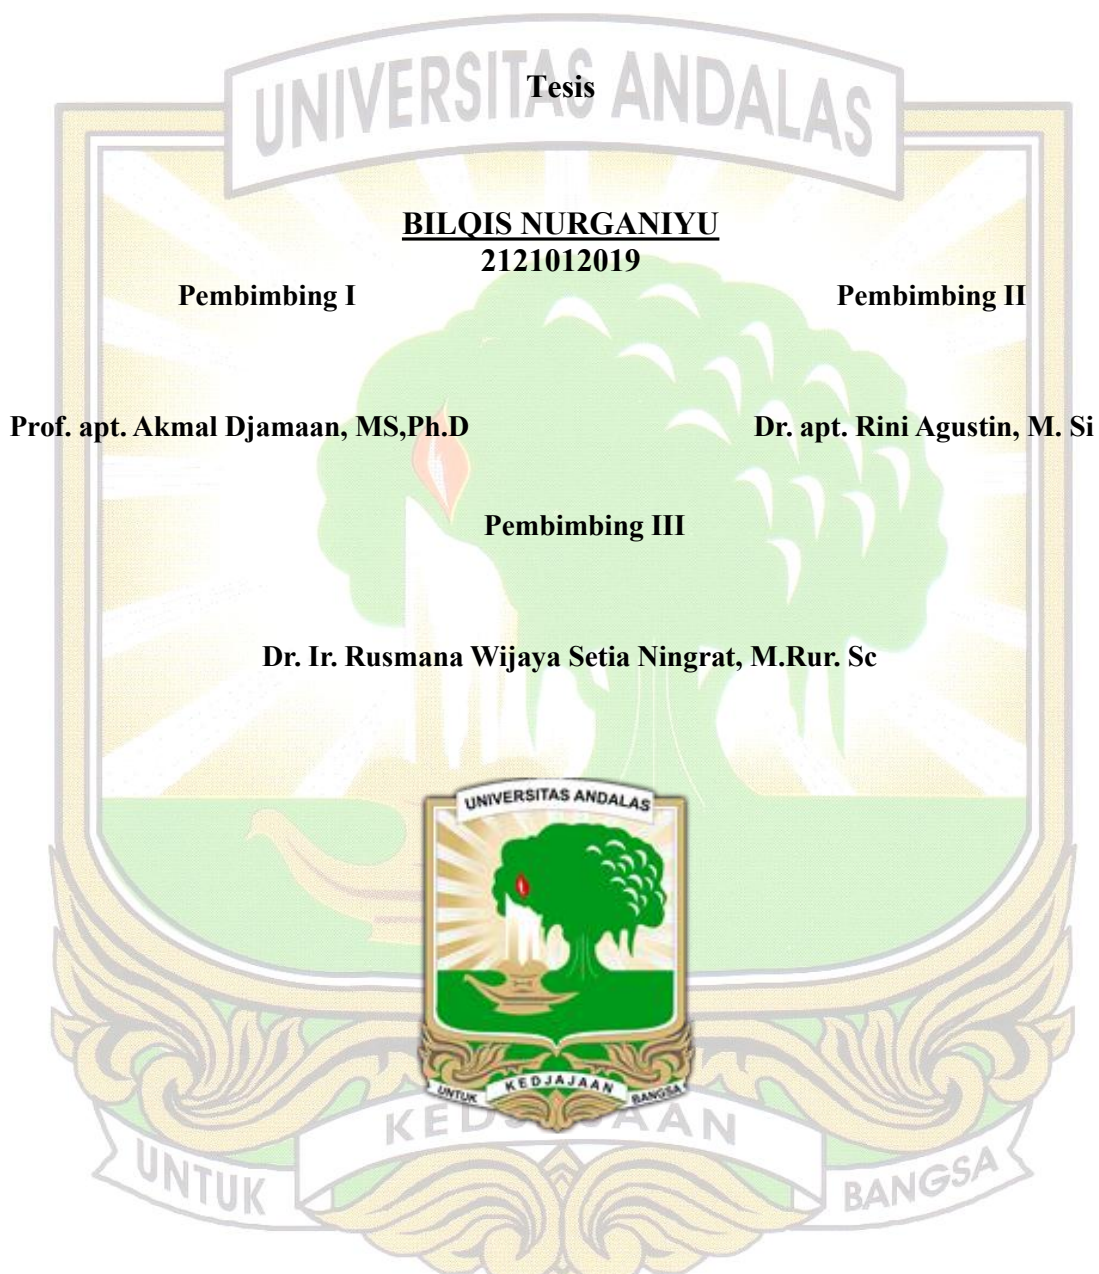 UNIVERSITAS ANDALAS
Tesis
BILQIS NURGANIYU
2121012019
Pembimbing I Pembimbing II
Prof. apt. Akmal Djamaan, MS,Ph.D Dr. apt. Rini Agustin, M. Si
Pembimbing III
Dr. Ir. Rusmana Wijaya Setia Ningrat, M.Rur. Sc
UNIVERSITAS ANDALAS
UNTUK KEDJAJAAN BANGSA
UNTUK KEDJAJAAN BANGSA